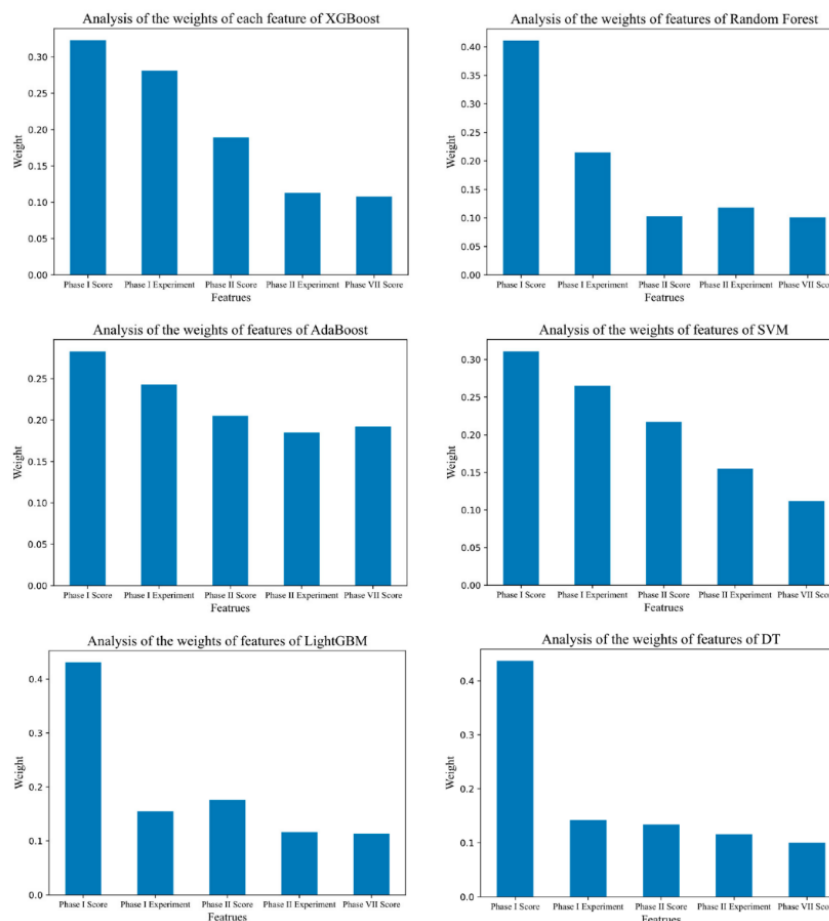 Analysis of the weights of each feature of XGBoost
0.30
0.25
0.20
0.15
0.10
0.05
0.00
Weight
Phase I Score Phase I Experiment Phase II Score Phase II Experiment Phase VII Score
Featrues
Analysis of the weights of features of Random Forest
0.40
0.35
0.30
0.25
0.20
0.15
0.10
0.05
0.00
Weight
Phase I Score Phase I Experiment Phase II Score Phase II Experiment Phase VII Score
Featrues
Analysis of the weights of features of AdaBoost
0.25
0.20
0.15
0.10
0.05
0.00
Weight
Phase I Score Phase I Experiment Phase II Score Phase II Experiment Phase VII Score
Featrues
Analysis of the weights of features of SVM
0.30
0.25
0.20
0.15
0.10
0.05
0.00
Weight
Phase I Score Phase I Experiment Phase II Score Phase II Experiment Phase VII Score
Featrues
Analysis of the weights of features of LightGBM
0.4
0.3
0.2
0.1
0.0
Weight
Phase I Score Phase I Experiment Phase II Score Phase II Experiment Phase VII Score
Featrues
Analysis of the weights of features of DT
0.4
0.3
0.2
0.1
0.0
Weight
Phase I Score Phase I Experiment Phase II Score Phase II Experiment Phase VII Score
Featrues